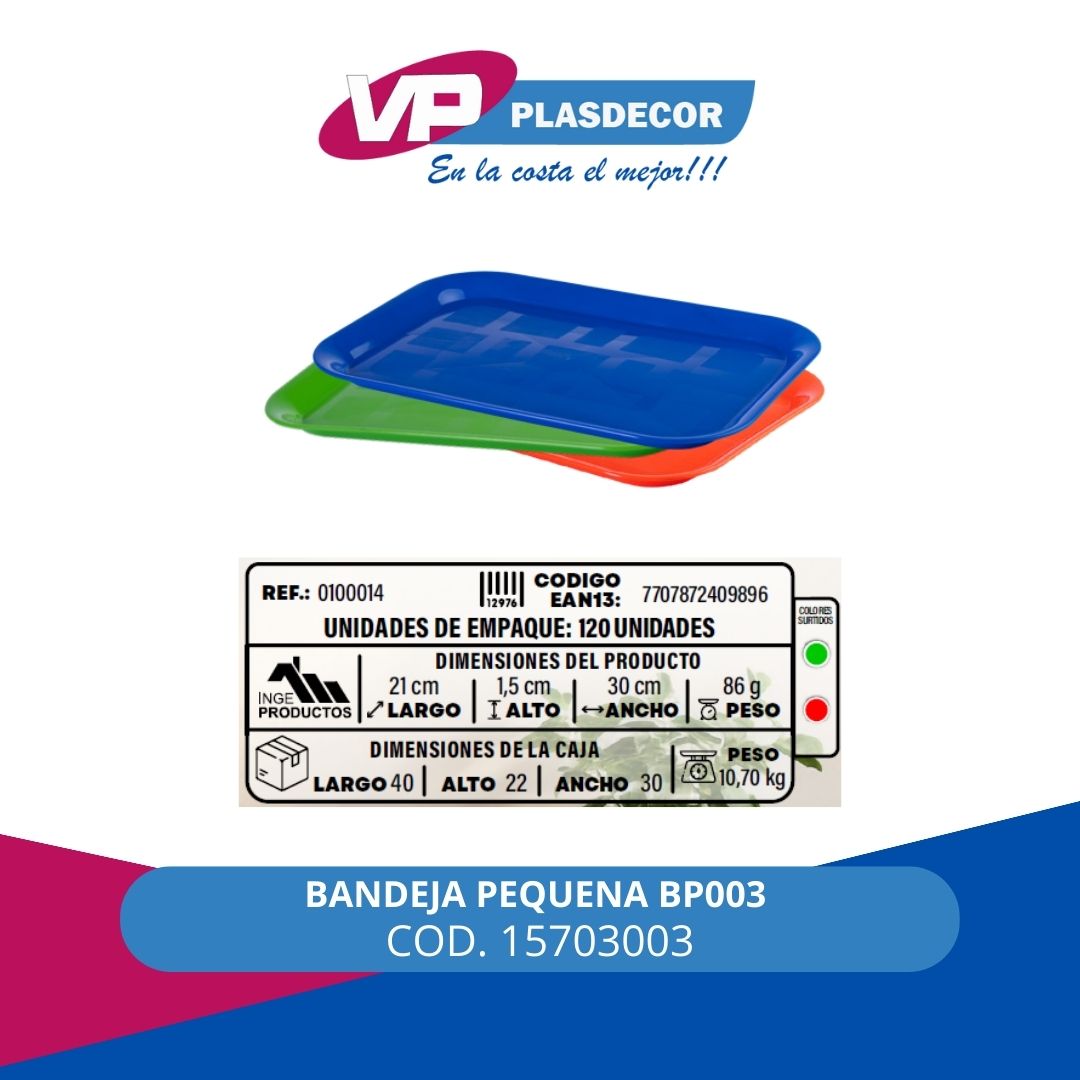 VP PLASDECOR
En la costa el mejor!!!
REF.: 0100014
12976
CODIGO
EAN13: 7707872409896
UNIDADES DE EMPAQUE: 120 UNIDADES
COLORES
SURTIDOS
INGE
PRODUCTOS
DIMENSIONES DEL PRODUCTO
21 cm
LARGO
1,5 cm
ALTO
30 cm
ANCHO
86 g
PESO
DIMENSIONES DE LA CAJA
LARGO 40 | ALTO 22 | ANCHO 30
PESO
10,70 kg
BANDEJA PEQUENA BP003
COD. 15703003